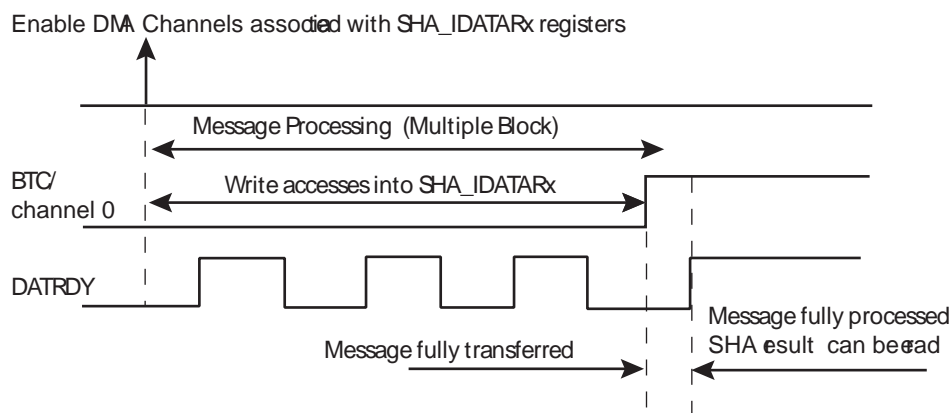 Enable DMA Channels associated with SHA_IDATARx registers
Message Processing (Multiple Block)
BTC/
channel 0
Write accesses into SHA_IDATARx
DATRDY
Message fully transferred
Message fully processed
SHA result can be read